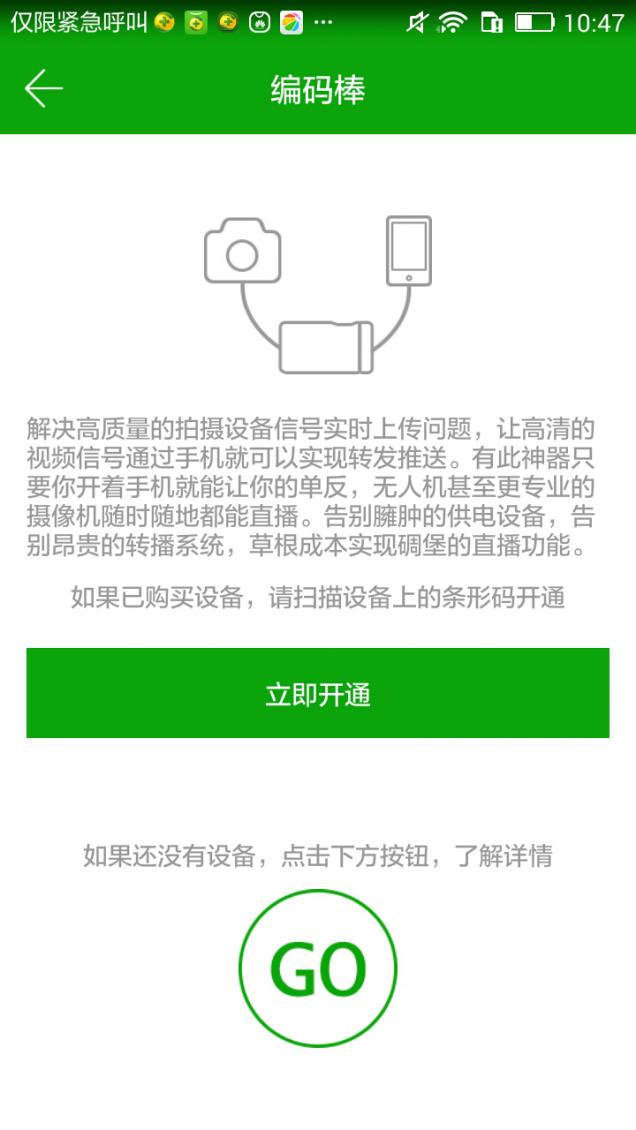 仅限紧急呼叫 ··· 10:47
编码棒
解决高质量的拍摄设备信号实时上传问题，让高清的
视频信号通过手机就可以实现转发推送。有此神器只
要你开着手机就能让你的单反，无人机甚至更专业的
摄像机随时随地都能直播。告别臃肿的供电设备，告
别昂贵的转播系统，草根成本实现碉堡的直播功能。
如果已购买设备，请扫描设备上的条形码开通
立即开通
如果还没有设备，点击下方按钮，了解详情
GO